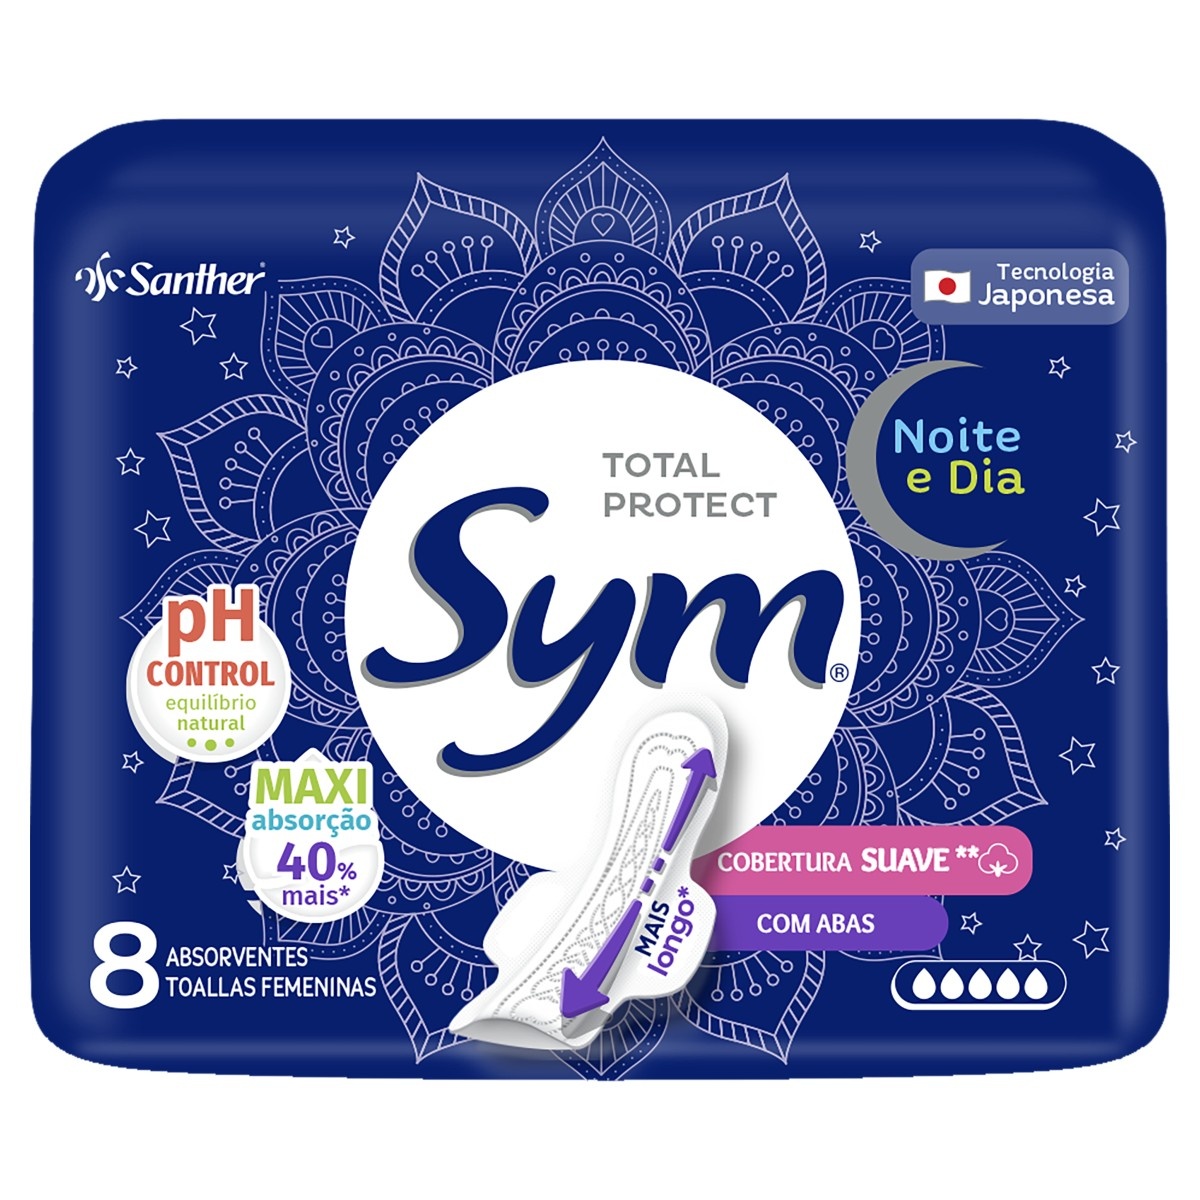 Santher®
Tecnologia
Japonesa
Noite
e Dia
TOTAL
PROTECT
Sym®
pH
CONTROL
equilíbrio
natural
MAXI
absorção
40%
mais*
COBERTURA SUAVE**
COM ABAS
MAIS
longo*
8 ABSORVENTES
TOALLAS FEMENINAS